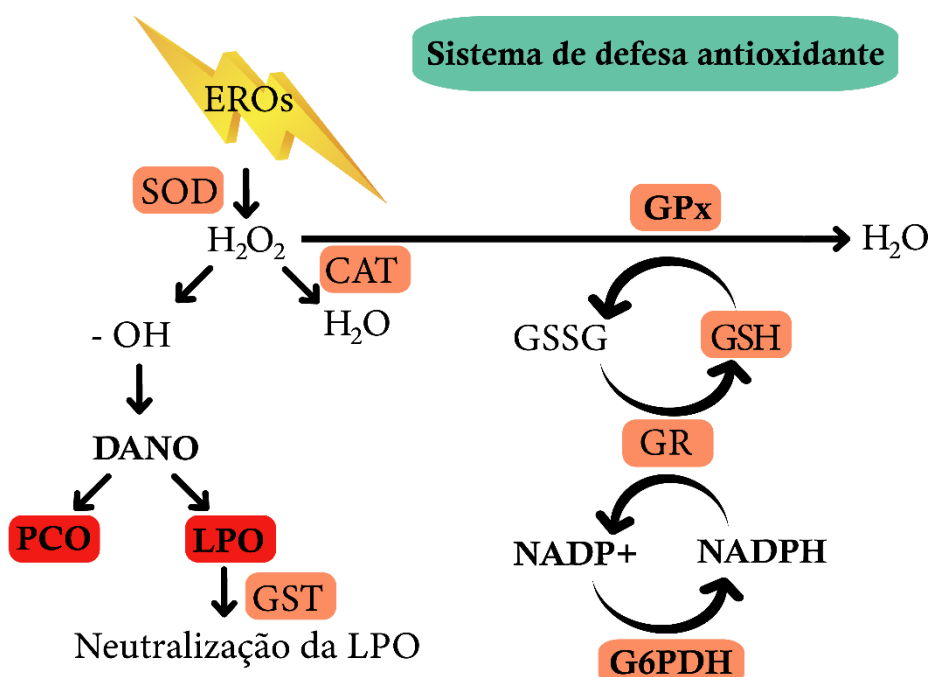 Sistema de defesa antioxidante
EROs
SOD
GPx
H₂O₂
H₂O
CAT
- OH
H₂O
GSSG
GSH
DANO
GR
PCO
LPO
NADP+
NADPH
GST
Neutralização da LPO
G6PDH